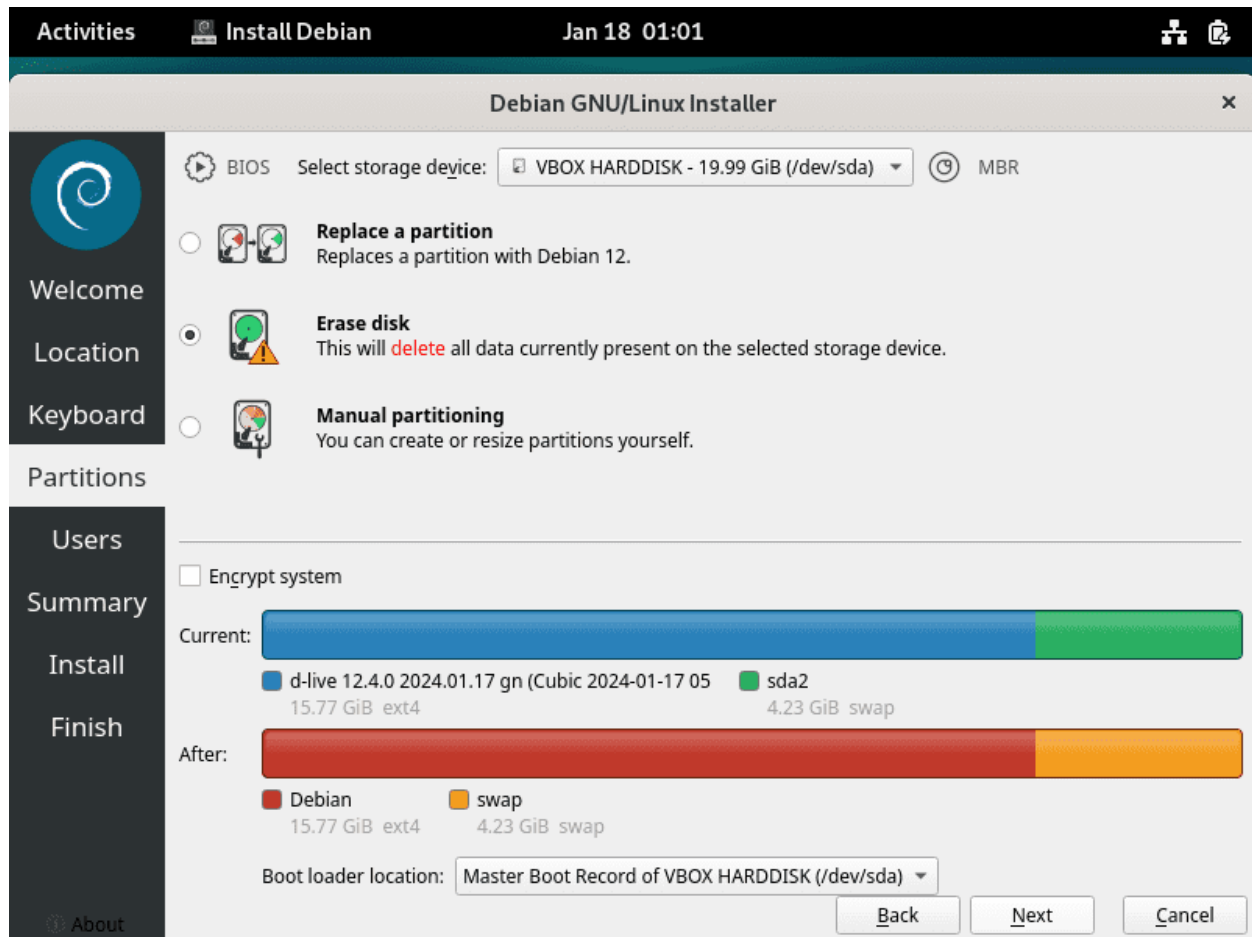 Activities Install Debian Jan 18 01:01
Debian GNU/Linux Installer
BIOS Select storage device: VBOX HARDDISK - 19.99 GiB (/dev/sda) MBR
Replace a partition
Replaces a partition with Debian 12.
Welcome
Erase disk
This will delete all data currently present on the selected storage device.
Location
Keyboard
Manual partitioning
You can create or resize partitions yourself.
Partitions
Users
Encrypt system
Summary
Current:
Install
d-live 12.4.0 2024.01.17 gn (Cubic 2024-01-17 05 sda2
15.77 GiB ext4 4.23 GiB swap
Finish
After:
Debian swap
15.77 GiB ext4 4.23 GiB swap
Boot loader location: Master Boot Record of VBOX HARDDISK (/dev/sda)
About
Back Next Cancel